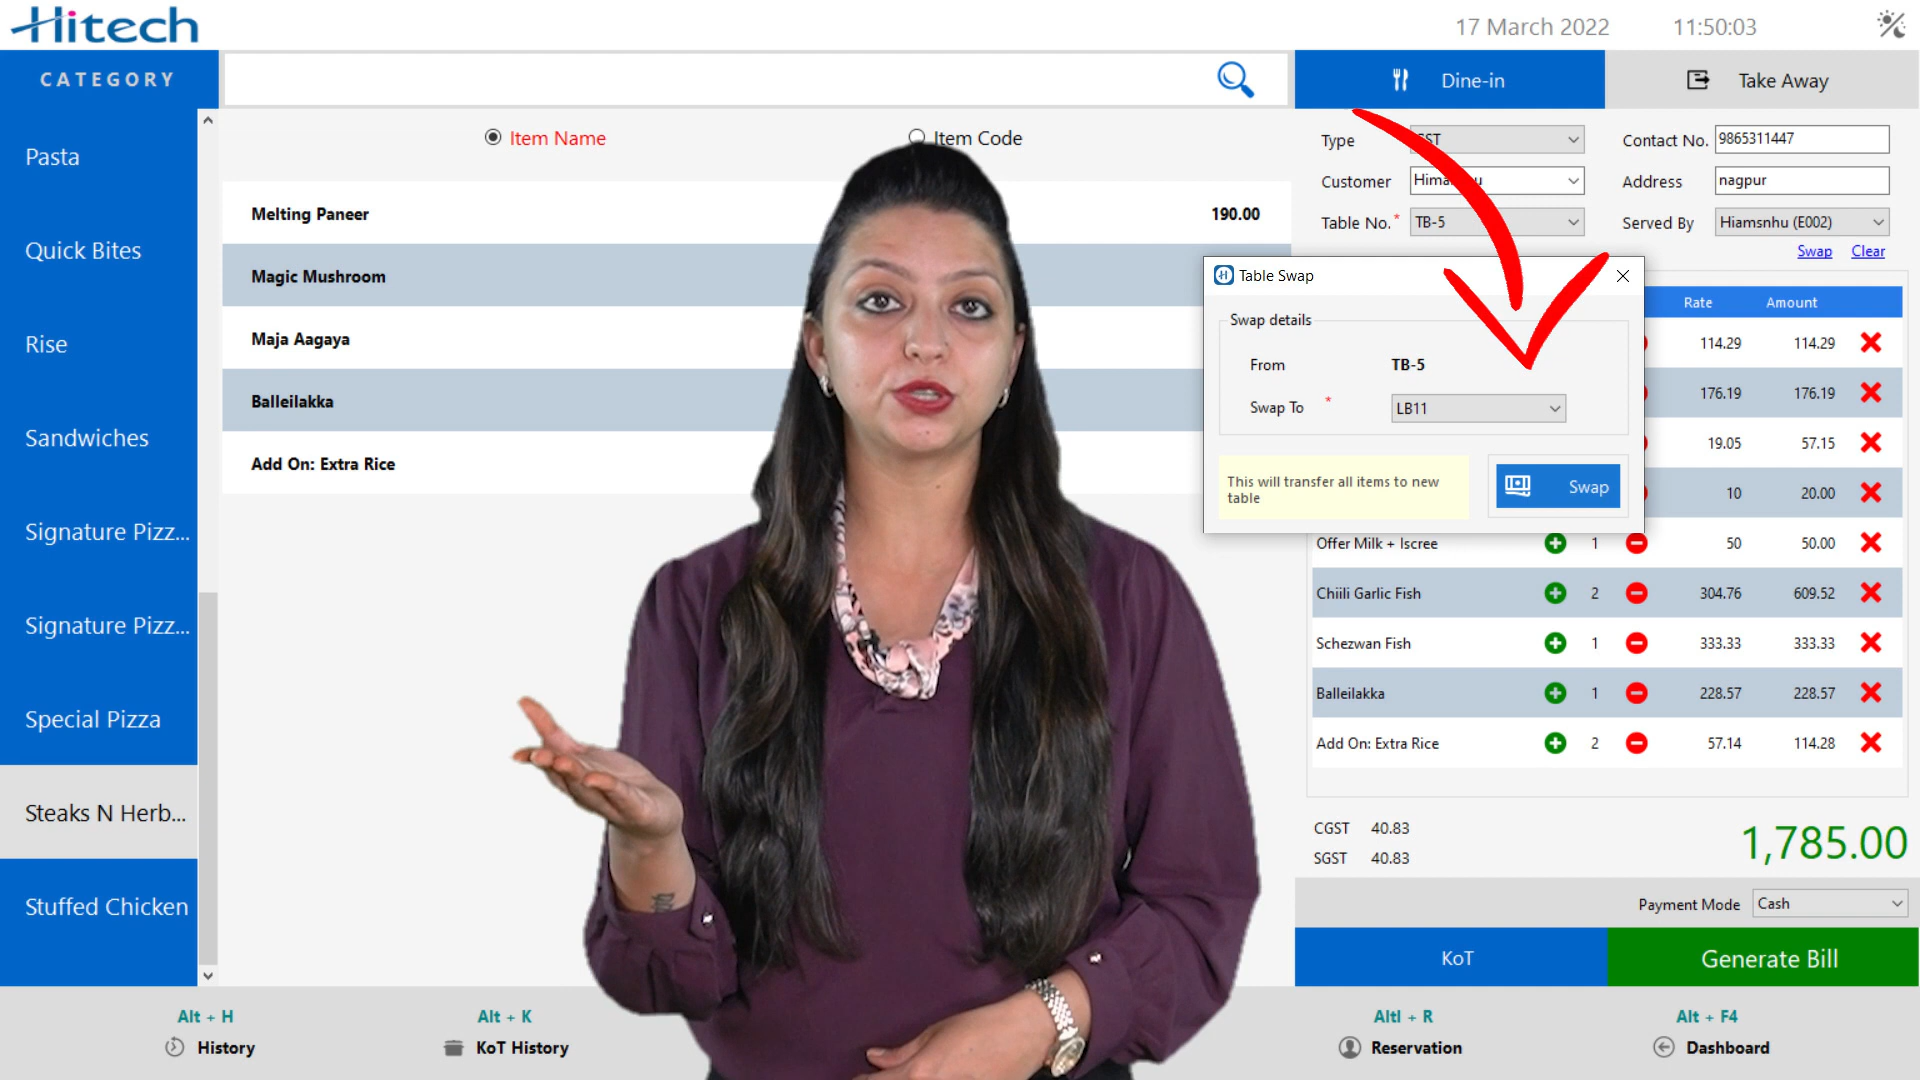 Hitech
17 March 2022 11:50:03
CATEGORY
Dine-in
Take Away
Pasta
Quick Bites
Rise
Sandwiches
Signature Pizz...
Signature Pizz...
Special Pizza
Steaks N Herb...
Stuffed Chicken
Item Name
Item Code
Melting Paneer 190.00
Magic Mushroom
Maja Aagaya
Balleilakka
Add On: Extra Rice
Type
Contact No. 9865311447
Customer
Address nagpur
Table No.* TB-5
Served By Hiamsnhu (E002)
Swap Clear
Table Swap
Swap details
From TB-5
Swap To * LB11
This will transfer all items to new
table
Swap
Rate Amount
114.29 114.29
176.19 176.19
19.05 57.15
10 20.00
Offer Milk + Iscree 1 50 50.00
Chiili Garlic Fish 2 304.76 609.52
Schezwan Fish 1 333.33 333.33
Balleilakka 1 228.57 228.57
Add On: Extra Rice 2 57.14 114.28
CGST 40.83
SGST 40.83
1,785.00
Payment Mode Cash
KoT
Generate Bill
Alt + H
History
Alt + K
KoT History
Altl + R
Reservation
Alt + F4
Dashboard